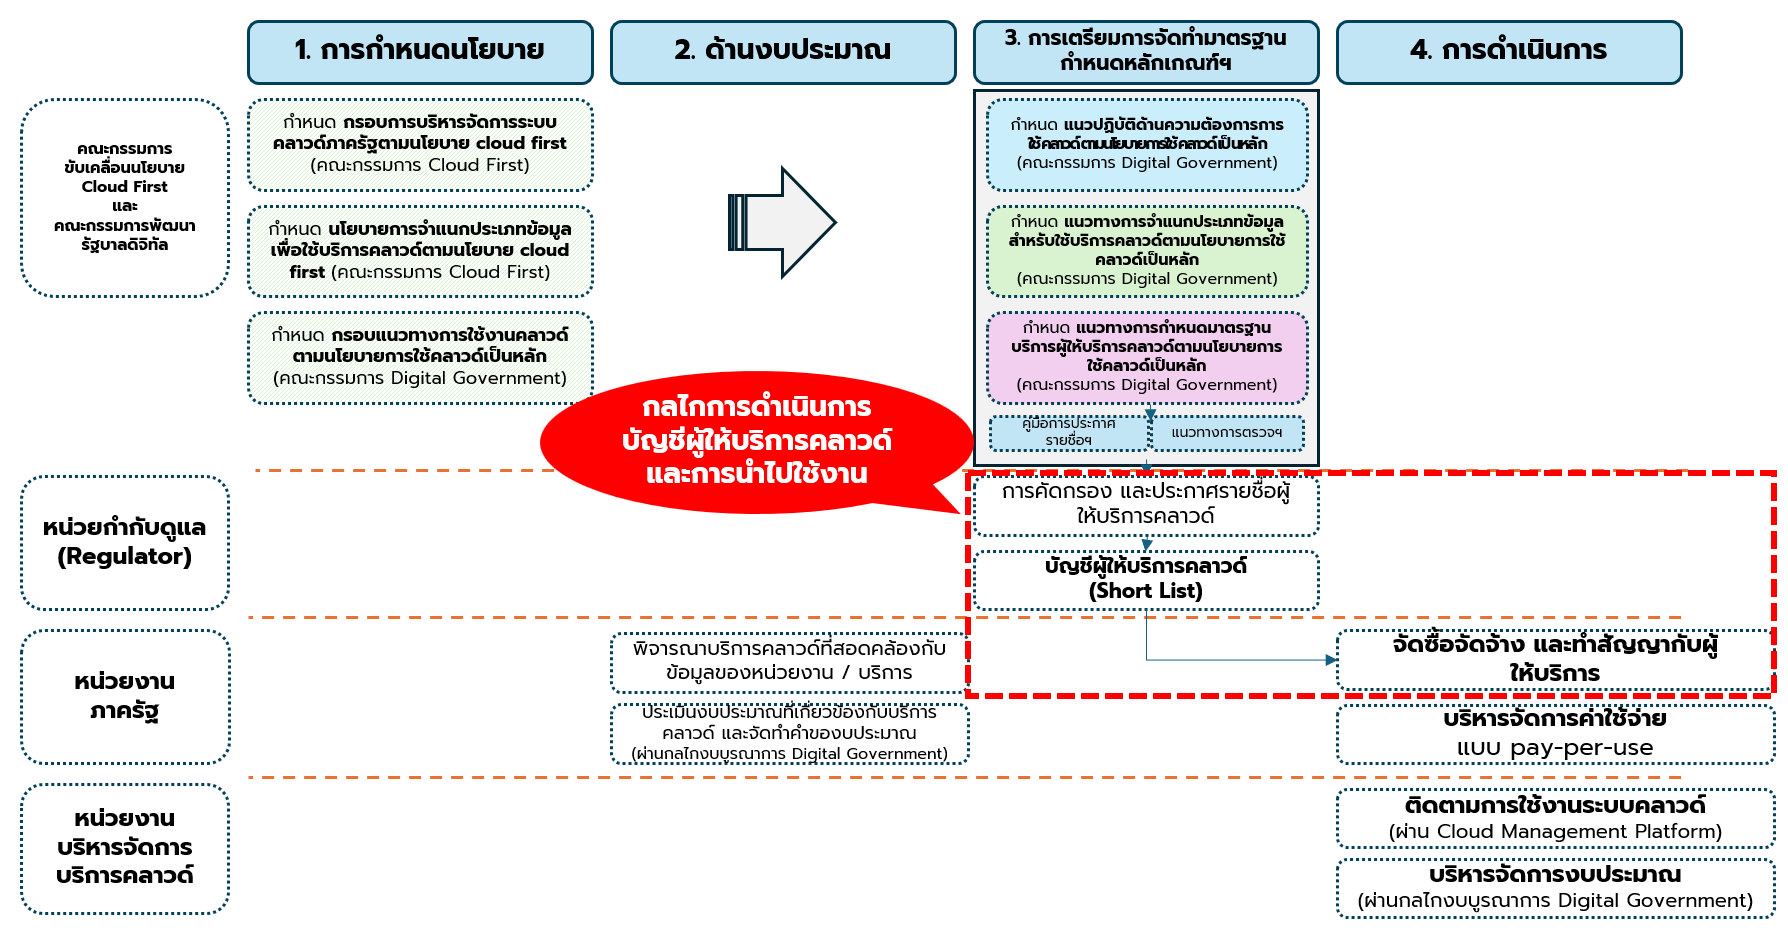 1. การกำหนดนโยบาย
2. ด้านงบประมาณ
3. การเตรียมการจัดทำมาตรฐาน
กำหนดหลักเกณฑ์ฯ
4. การดำเนินการ
คณะกรรมการ
ขับเคลื่อนนโยบาย
Cloud First
และ
คณะกรรมการพัฒนา
รัฐบาลดิจิทัล
กำหนด กรอบการบริหารจัดการระบบ
คลาวด์ภาครัฐตามนโยบาย cloud first
(คณะกรรมการ Cloud First)
กำหนด นโยบายการจำแนกประเภทข้อมูล
เพื่อใช้บริการคลาวด์ตามนโยบาย cloud
first (คณะกรรมการ Cloud First)
กำหนด กรอบแนวทางการใช้งานคลาวด์
ตามนโยบายการใช้คลาวด์เป็นหลัก
(คณะกรรมการ Digital Government)
กำหนด แนวปฏิบัติด้านความต้องการการ
ใช้คลาวด์ตามนโยบายการใช้คลาวด์เป็นหลัก
(คณะกรรมการ Digital Government)
กำหนด แนวทางการจำแนกประเภทข้อมูล
สำหรับใช้บริการคลาวด์ตามนโยบายการใช้
คลาวด์เป็นหลัก
(คณะกรรมการ Digital Government)
กำหนด แนวทางการกำหนดมาตรฐาน
บริการผู้ให้บริการคลาวด์ตามนโยบายการ
ใช้คลาวด์เป็นหลัก
(คณะกรรมการ Digital Government)
คู่มือการประกาศ
รายชื่อฯ
แนวทางการตรวจฯ
กลไกการดำเนินการ
บัญชีผู้ให้บริการคลาวด์
และการนำไปใช้งาน
หน่วยกำกับดูแล
(Regulator)
การคัดกรอง และประกาศรายชื่อผู้
ให้บริการคลาวด์
บัญชีผู้ให้บริการคลาวด์
(Short List)
หน่วยงาน
ภาครัฐ
พิจารณาบริการคลาวด์ที่สอดคล้องกับ
ข้อมูลของหน่วยงาน / บริการ
ประเมินงบประมาณที่เกี่ยวข้องกับบริการ
คลาวด์ และจัดทำคำของบประมาณ
(ผ่านกลไกงบบูรณาการ Digital Government)
จัดซื้อจัดจ้าง และทำสัญญากับผู้
ให้บริการ
บริหารจัดการค่าใช้จ่าย
แบบ pay-per-use
หน่วยงาน
บริหารจัดการ
บริการคลาวด์
ติดตามการใช้งานระบบคลาวด์
(ผ่าน Cloud Management Platform)
บริหารจัดการงบประมาณ
(ผ่านกลไกงบบูรณาการ Digital Government)